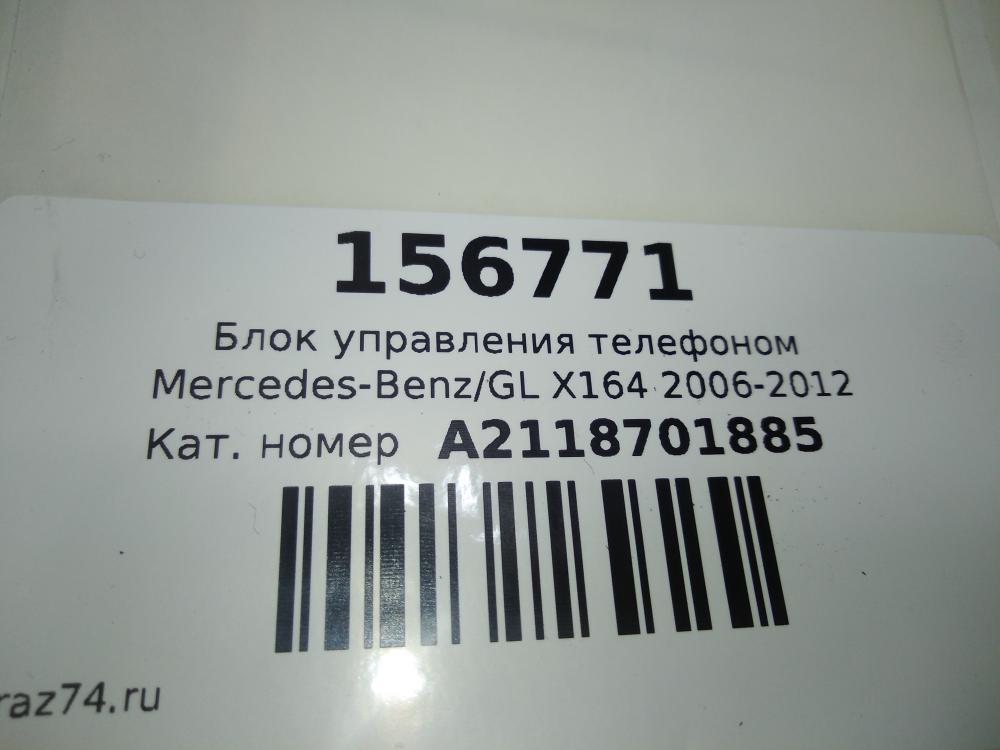 156771
Блок управления телефоном
Mercedes-Benz/GL X164 2006-2012
Кат. номер A2118701885
raz74.ru